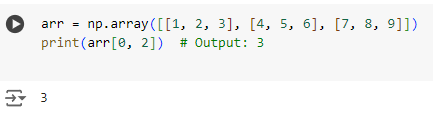 arr = np.array([[1, 2, 3], [4, 5, 6], [7, 8, 9]])
print(arr[0, 2])  # Output: 3
3